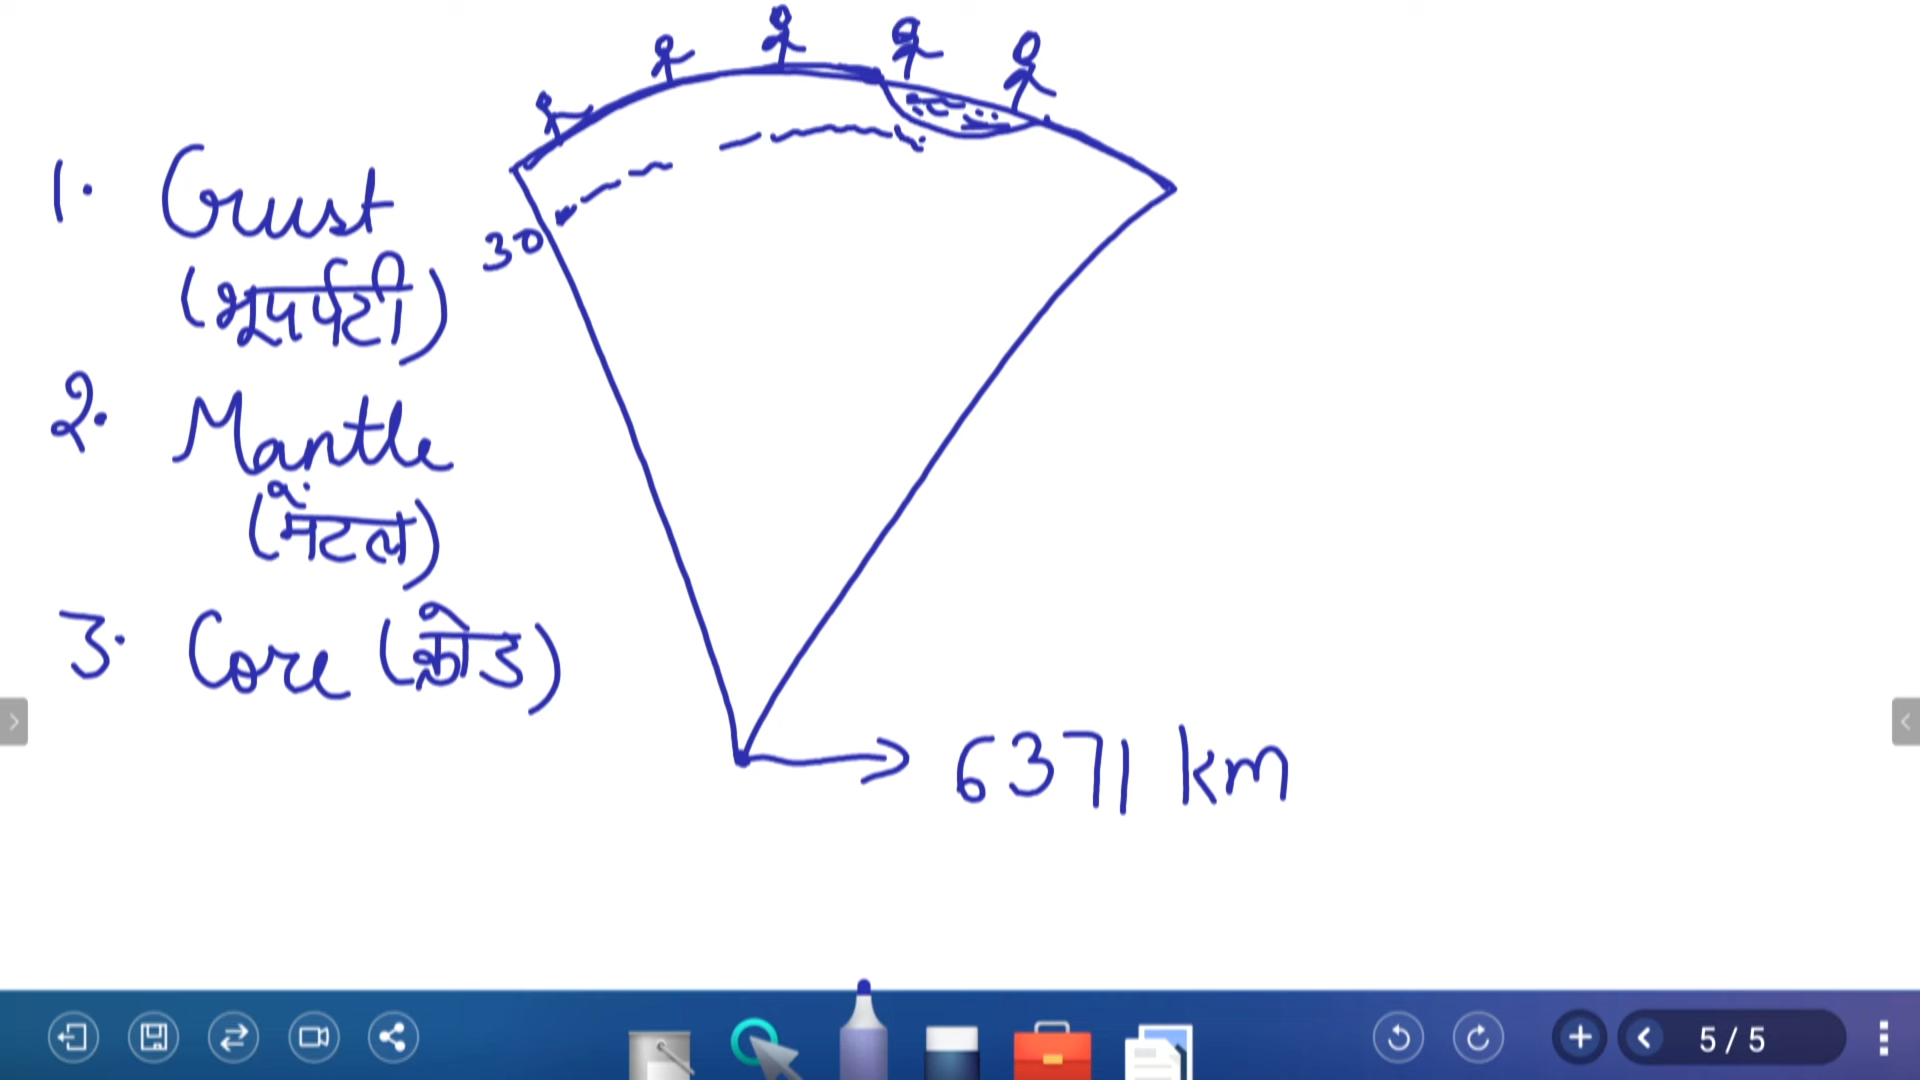 1. Crust
(भूपर्पटी)
30
2. Mantle
(मैंटल)
3. Core (क्रोड)
6371 km
5 / 5